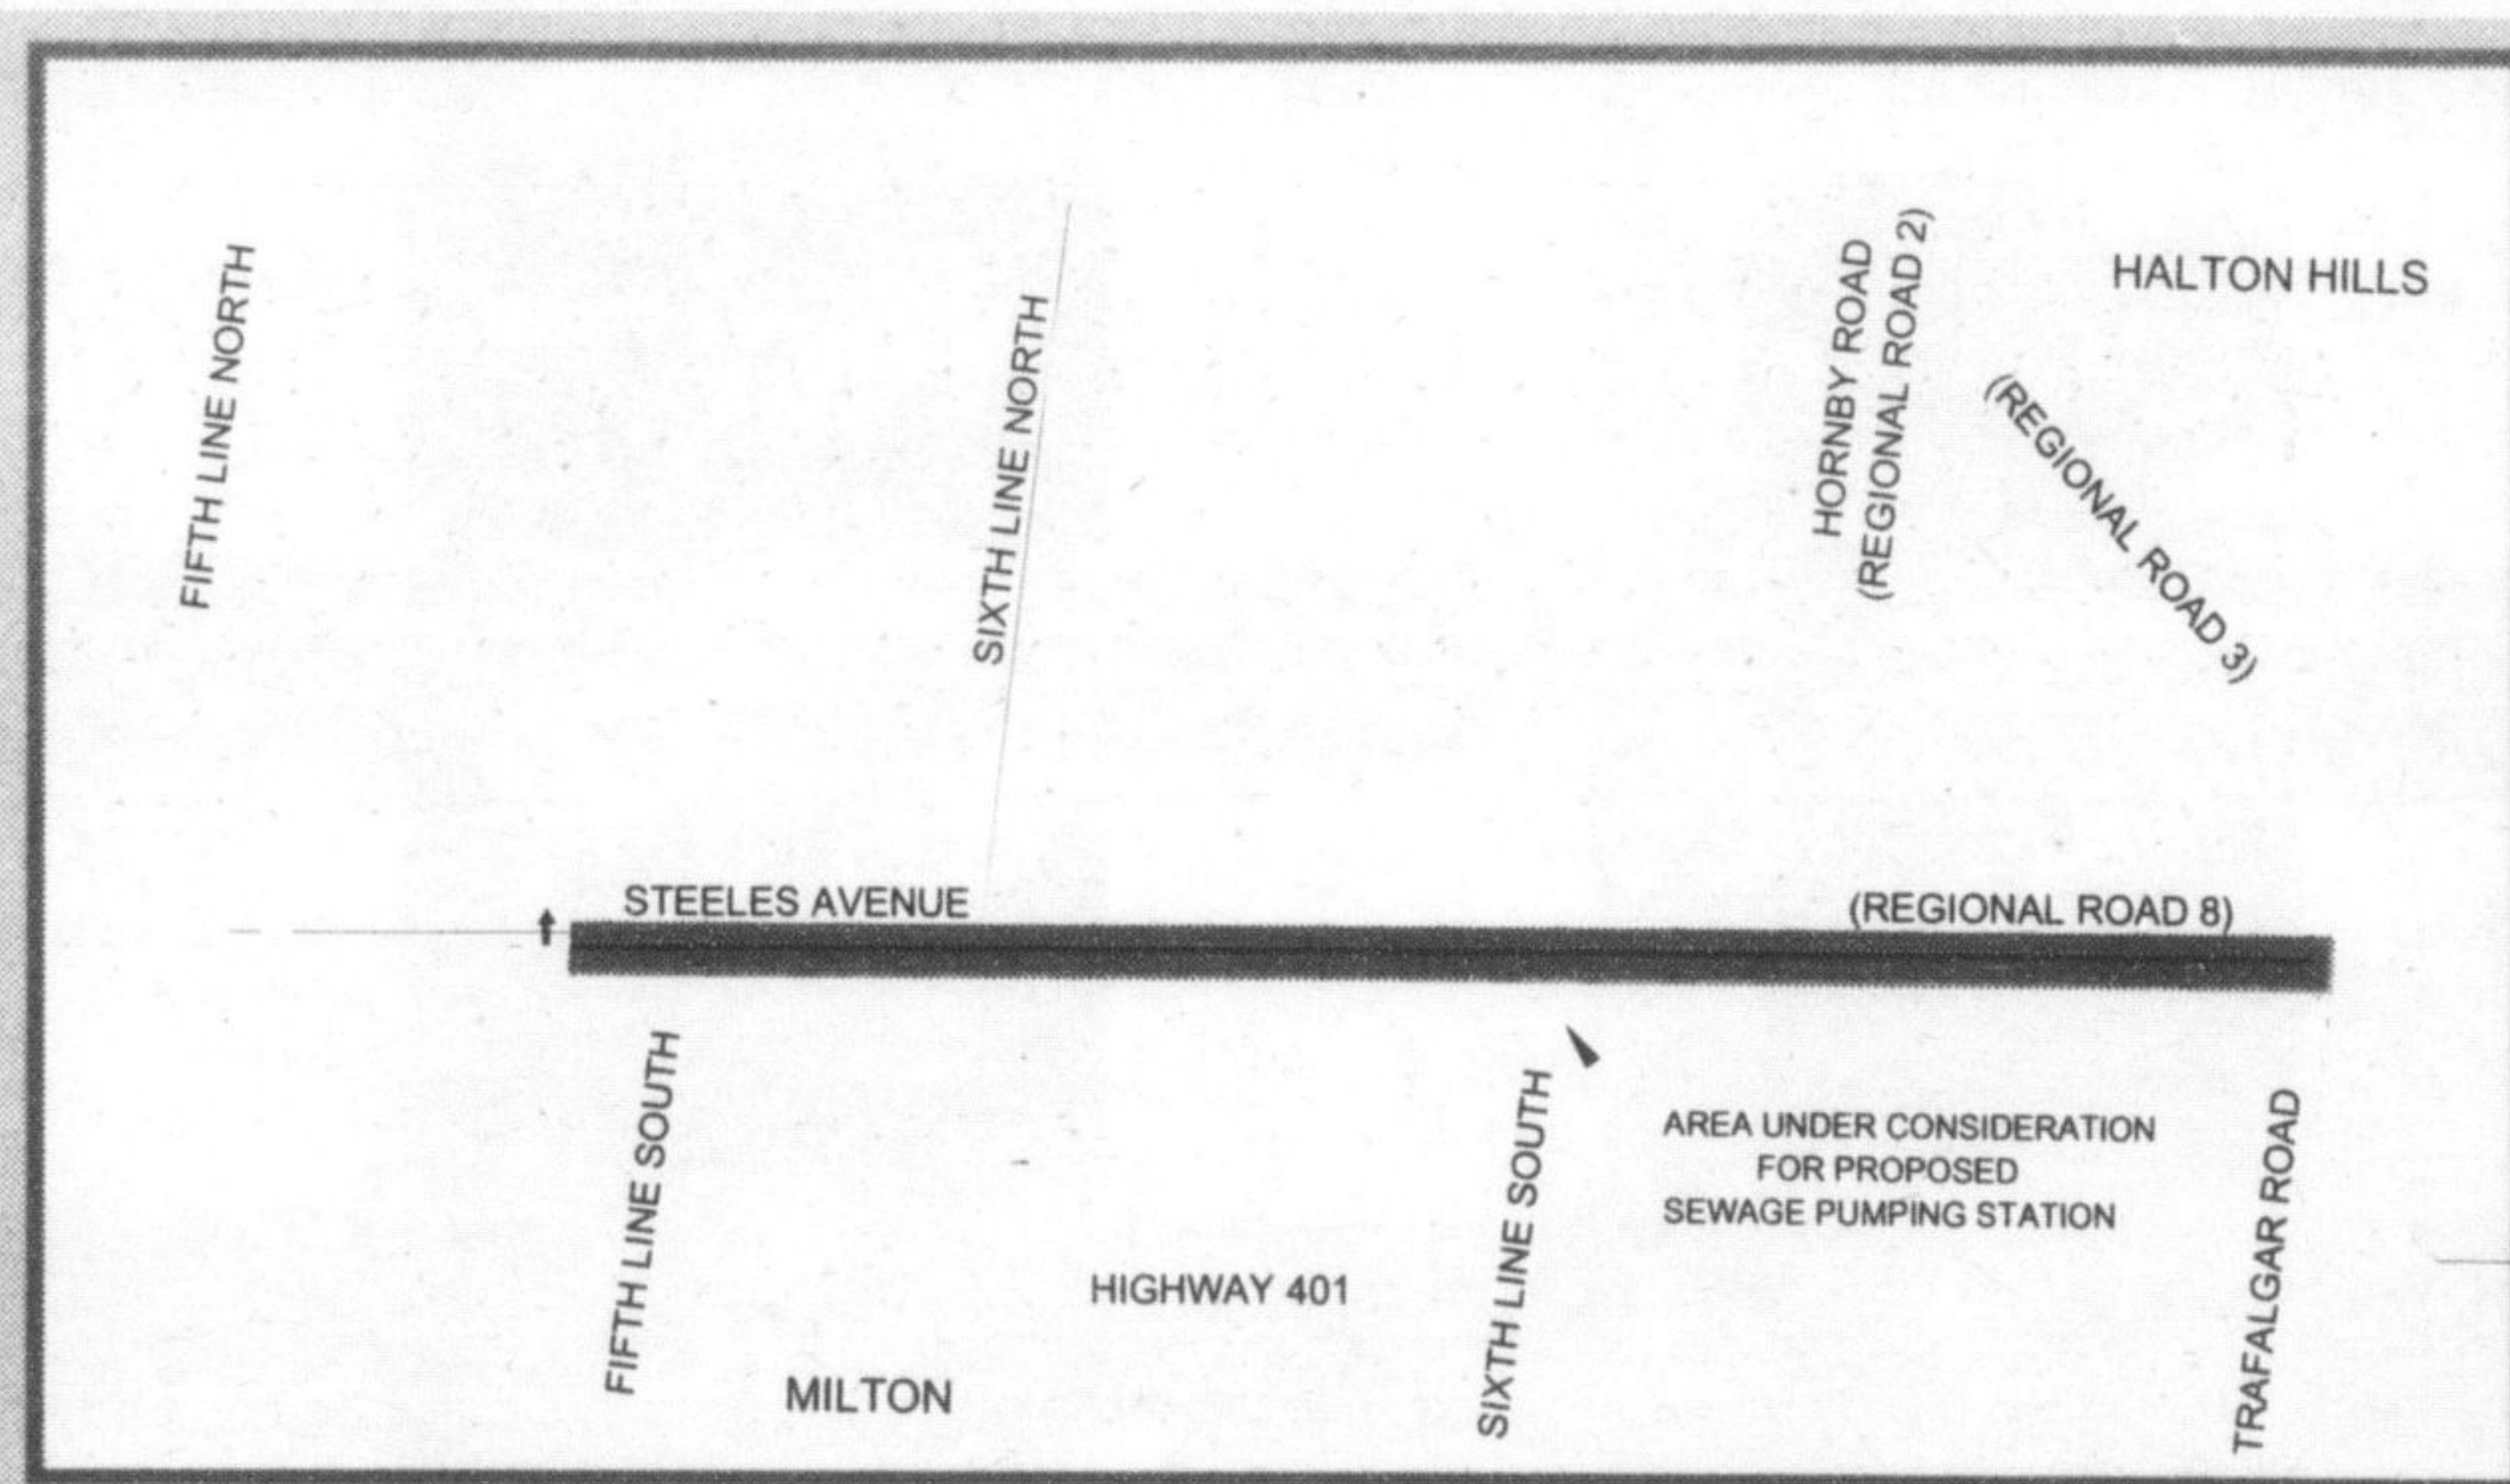 FIFTH LINE NORTH
SIXTH LINE NORTH
HORNBY ROAD
(REGIONAL ROAD 2)
HALTON HILLS
(REGIONAL ROAD 3)
STEELES AVENUE
(REGIONAL ROAD 8)
FIFTH LINE SOUTH
SIXTH LINE SOUTH
AREA UNDER CONSIDERATION
FOR PROPOSED
SEWAGE PUMPING STATION
TRAFALGAR ROAD
HIGHWAY 401
MILTON